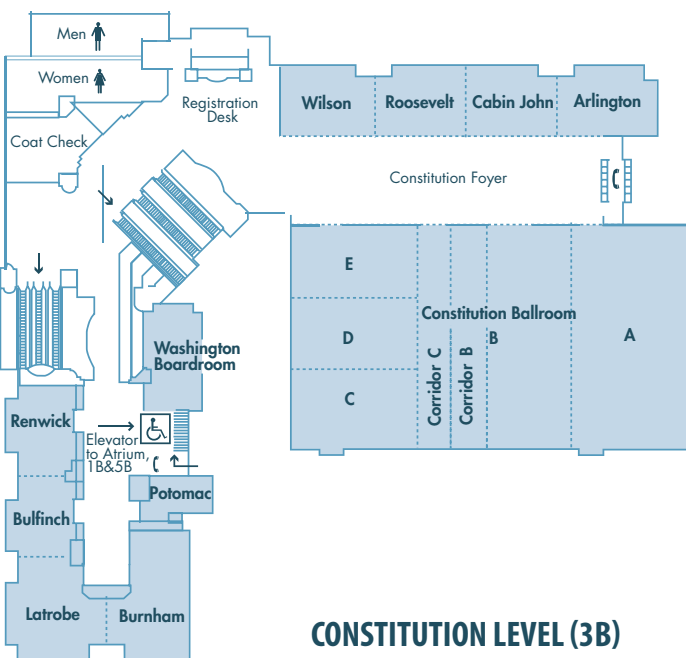 Men
Women
Registration
Desk
Coat Check
Wilson
Roosevelt
Cabin John
Arlington
Constitution Foyer
E
D
C
Constitution Ballroom
B
A
Corridor C
Corridor B
Washington
Boardroom
Renwick
Elevator
to Atrium,
1B&5B
Potomac
Bulfinch
Latrobe
Burnham
CONSTITUTION LEVEL (3B)